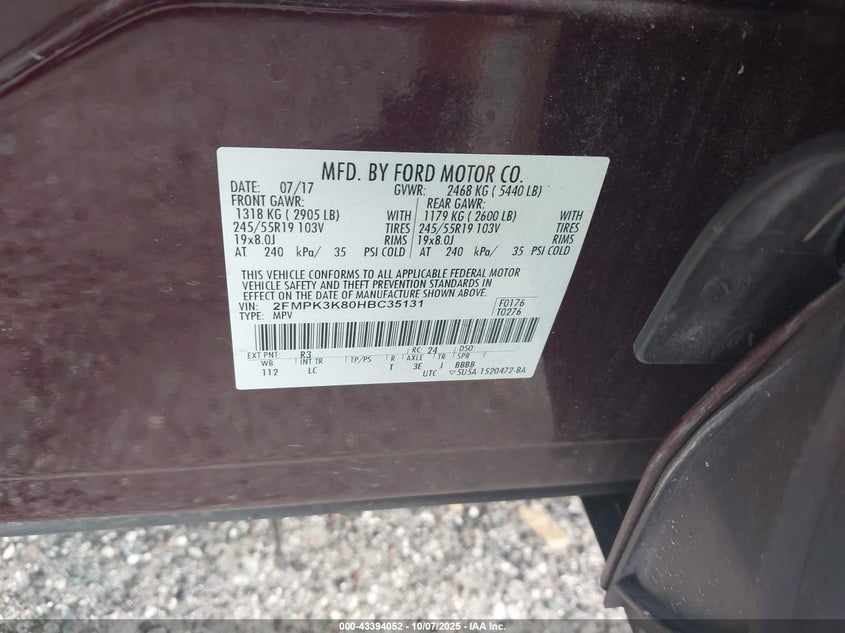 MFD. BY FORD MOTOR CO.
DATE: 07/17 GVWR: 2468 KG ( 5440 LB)
FRONT GAWR: REAR GAWR:
1318 KG ( 2905 LB) WITH 1179 KG ( 2600 LB) WITH
245/55R19 103V TIRES 245/55R19 103V TIRES
19x8.0J RIMS 19x8.0J RIMS
AT 240 kPa/ 35 PSI COLD AT 240 kPa/ 35 PSI COLD
THIS VEHICLE CONFORMS TO ALL APPLICABLE FEDERAL MOTOR
VEHICLE SAFETY AND THEFT PREVENTION STANDARDS IN
EFFECT ON THE DATE OF MANUFACTURE SHOWN ABOVE.
VIN: 2FMPK3K80HBC35131 F0176
TYPE: MPV T0276
EXT PNT: R3 RC: 24 DSO:
WB INT TR TP/PS R AXLE TR SPR
112 LC T 3E J BBBB
UTC ▽5U5A-1520472-BA
000-43394052 - 10/07/2025 - IAA Inc.